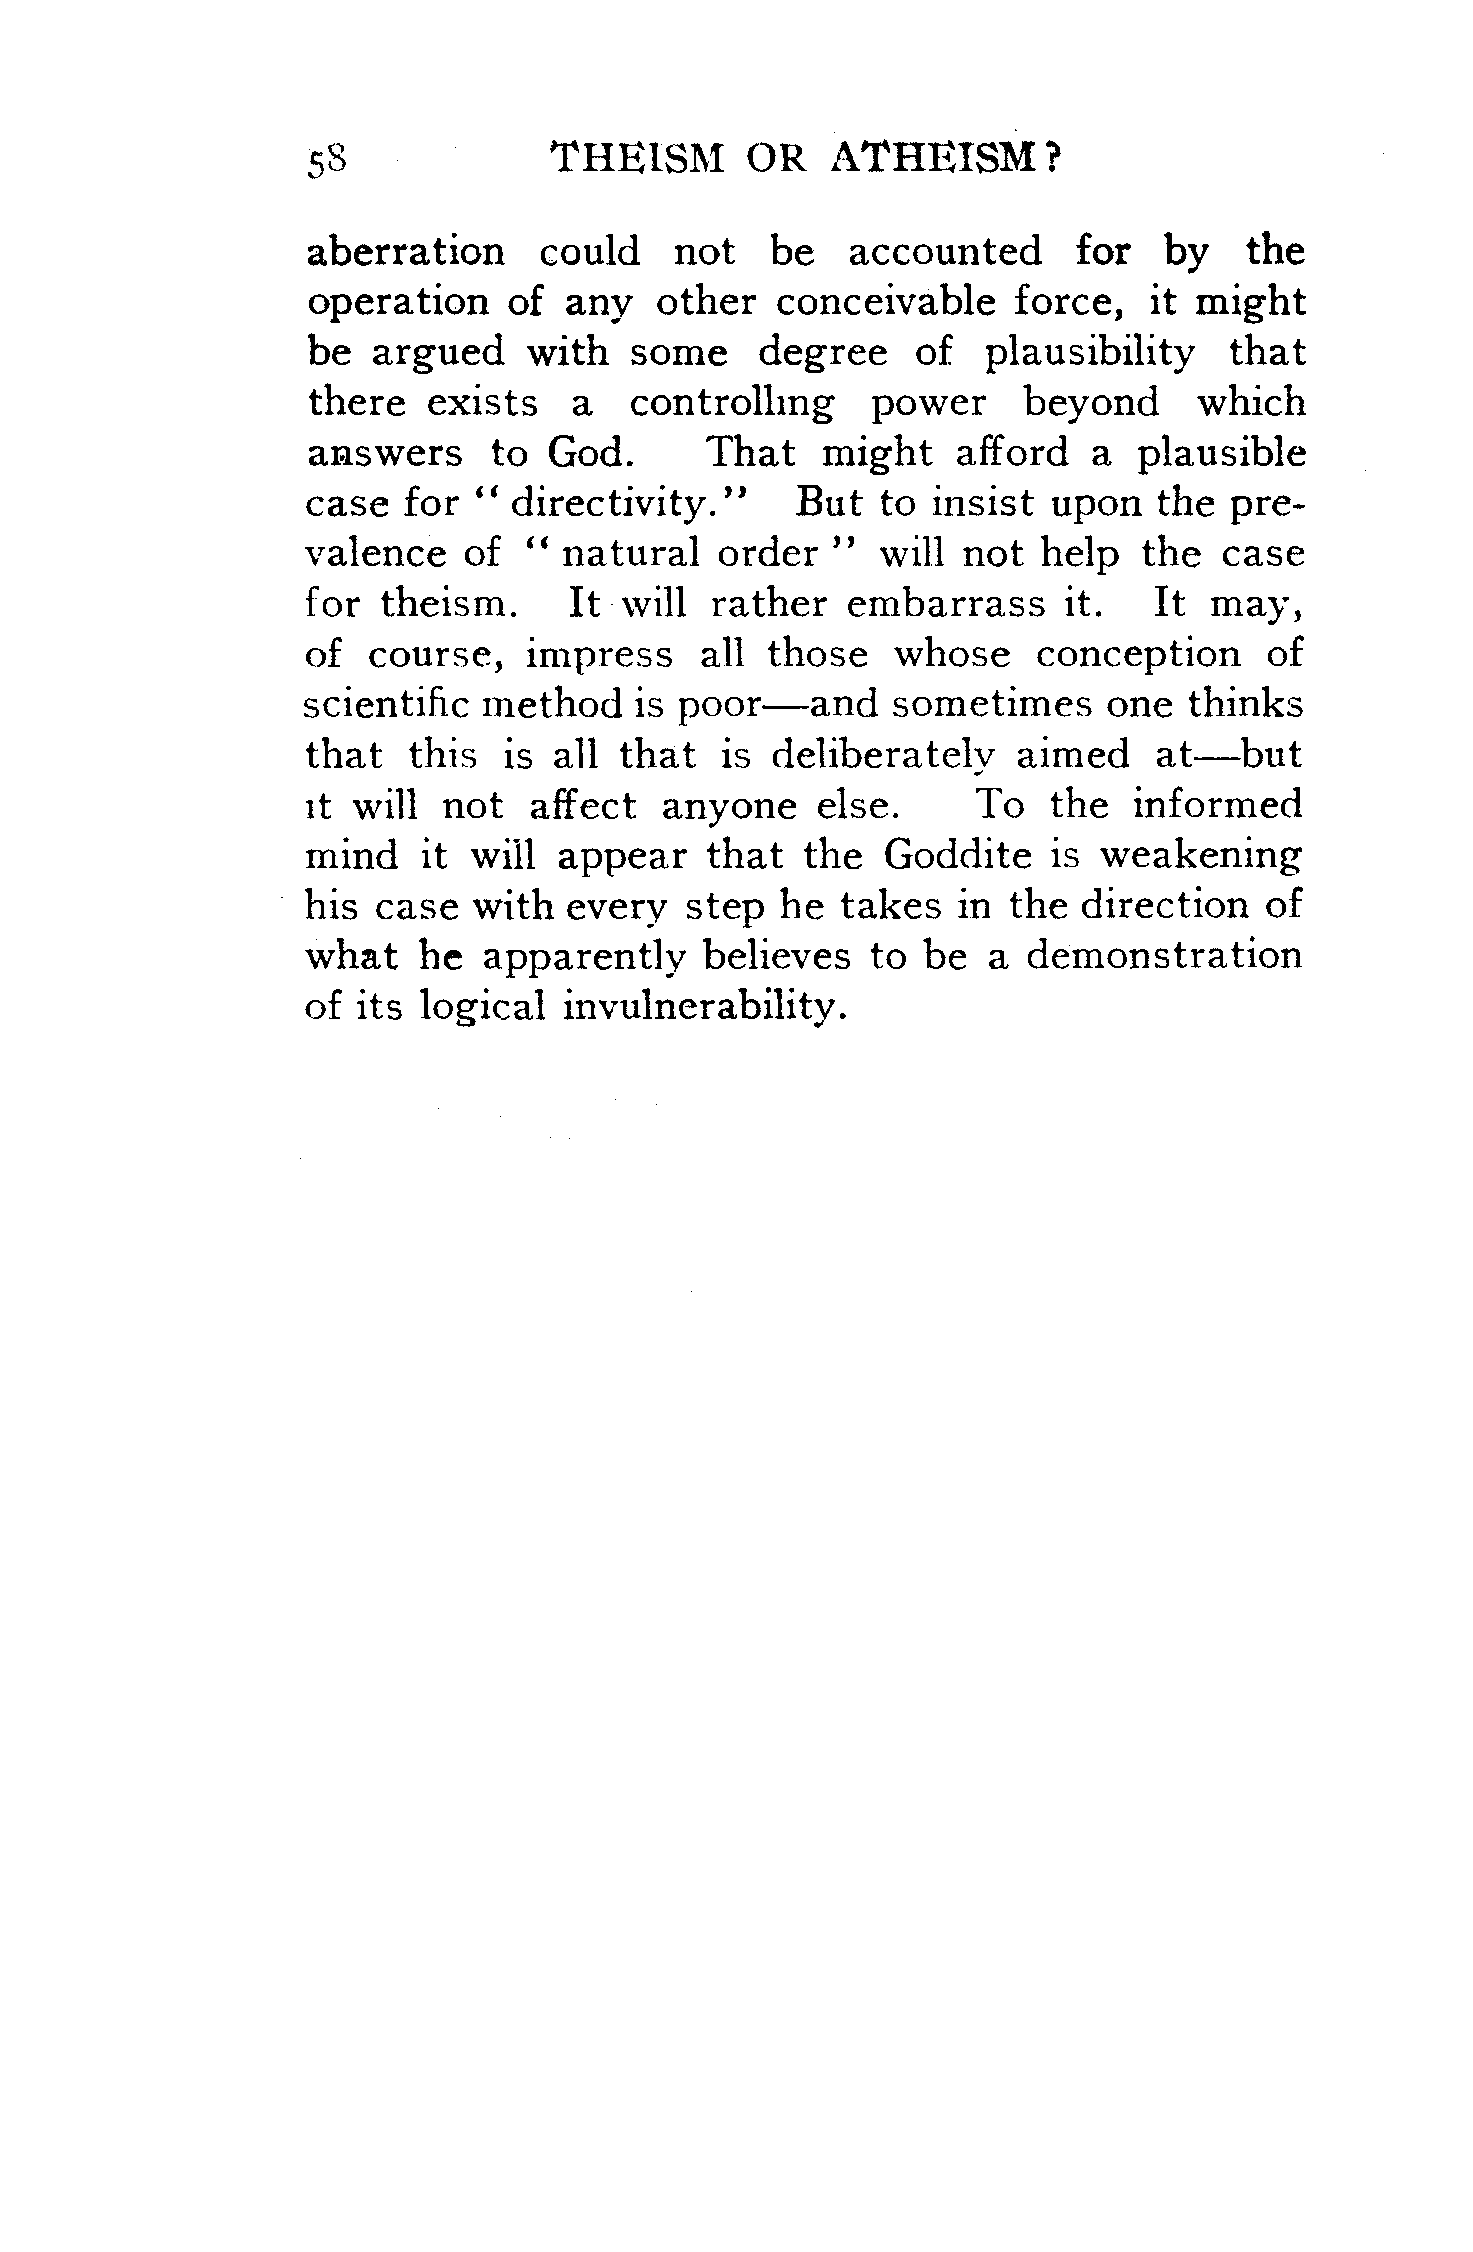 58 THEISM OR ATHEISM?
aberration could not be accounted for by the
operation of any other conceivable force, it might
be argued with some degree of plausibility that
there exists a controlling power beyond which
answers to God. That might afford a plausible
case for “ directivity.” But to insist upon the pre-
valence of “ natural order ” will not help the case
for theism. It will rather embarrass it. It may,
of course, impress all those whose conception of
scientific method is poor—and sometimes one thinks
that this is all that is deliberately aimed at—but
it will not affect anyone else. To the informed
mind it will appear that the Goddite is weakening
his case with every step he takes in the direction of
what he apparently believes to be a demonstration
of its logical invulnerability.